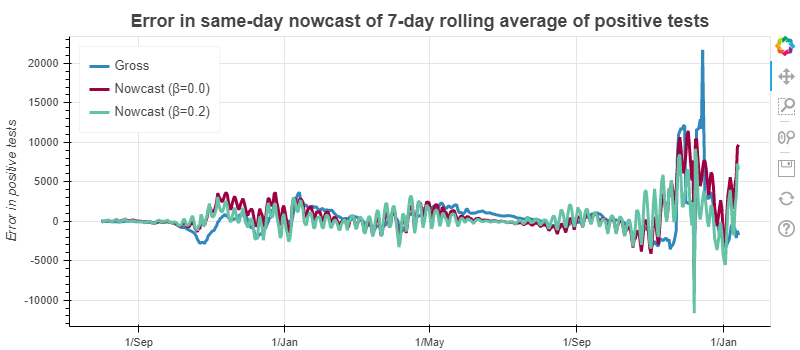 Error in same-day nowcast of 7-day rolling average of positive tests
Gross
Nowcast (β=0.0)
Nowcast (β=0.2)
Error in positive tests
20000
15000
10000
5000
0
-5000
-10000
1/Sep
1/Jan
1/May
1/Sep
1/Jan